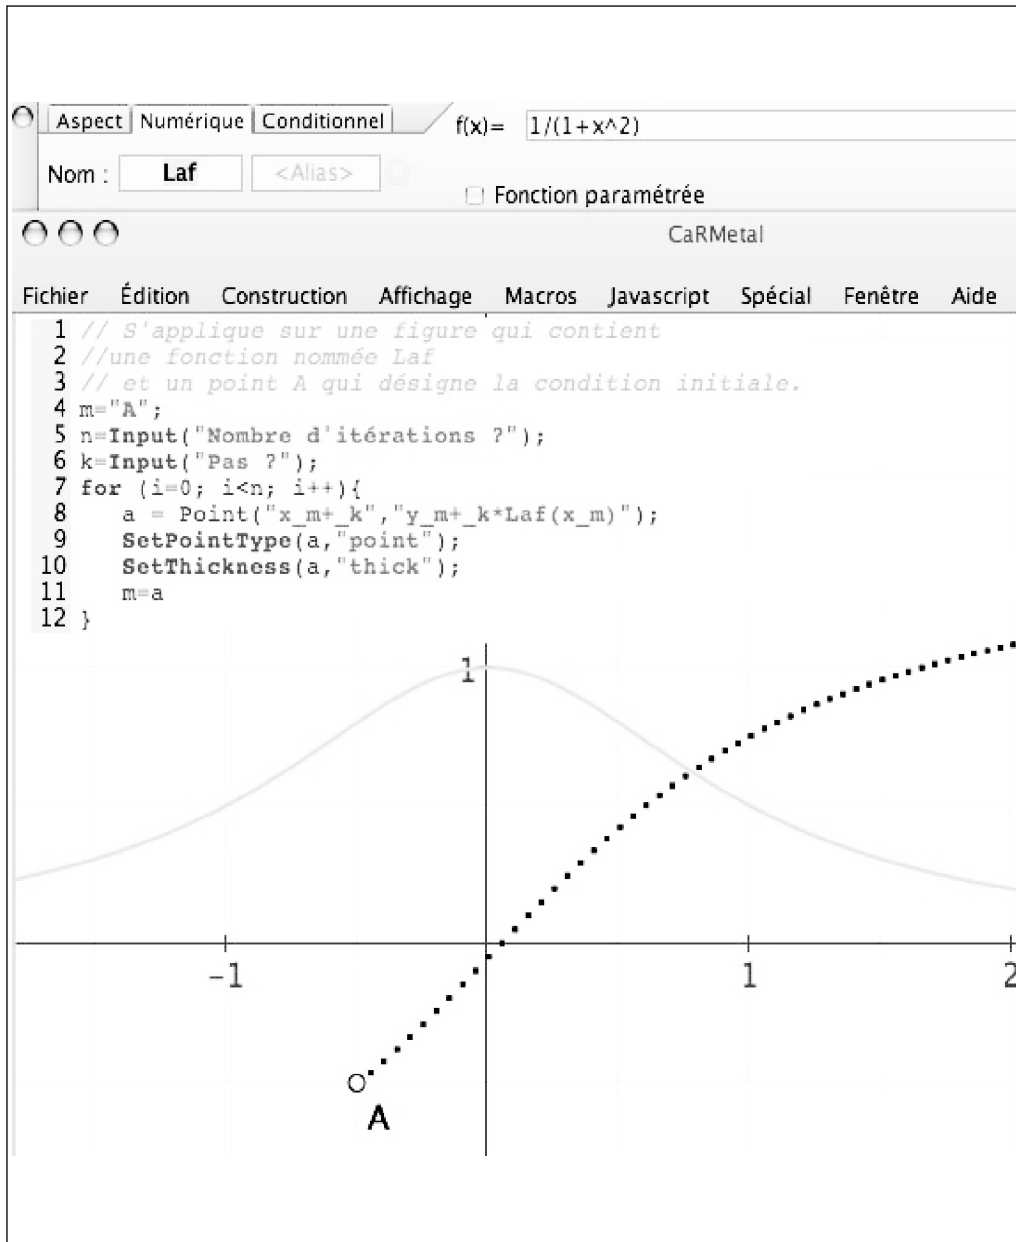 Aspect Numérique Conditionnel f(x)= 1/(1+x^2)
Nom : Laf <Alias>
Fonction paramétrée
CaRMetal
Fichier Édition Construction Affichage Macros Javascript Spécial Fenêtre Aide
1 // S'applique sur une figure qui contient
2 //une fonction nommée Laf
3 // et un point A qui désigne la condition initiale.
4 m="A";
5 n=Input("Nombre d'itérations ?");
6 k=Input("Pas ?");
7 for (i=0; i<n; i++){
8 a = Point("x_m+_k","y_m+_k*Laf(x_m)");
9 SetPointType(a,"point");
10 SetThickness(a,"thick");
11 m=a
12 }
1
-1 1 2
A